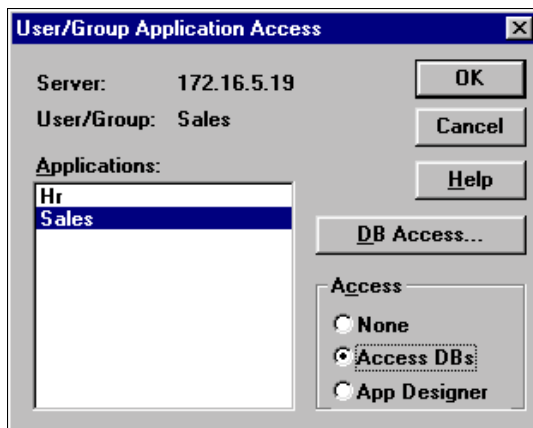 User/Group Application Access
Server: 172.16.5.19
User/Group: Sales
Applications:
Hr
Sales
OK
Cancel
Help
DB Access...
Access
None
Access DBs
App Designer